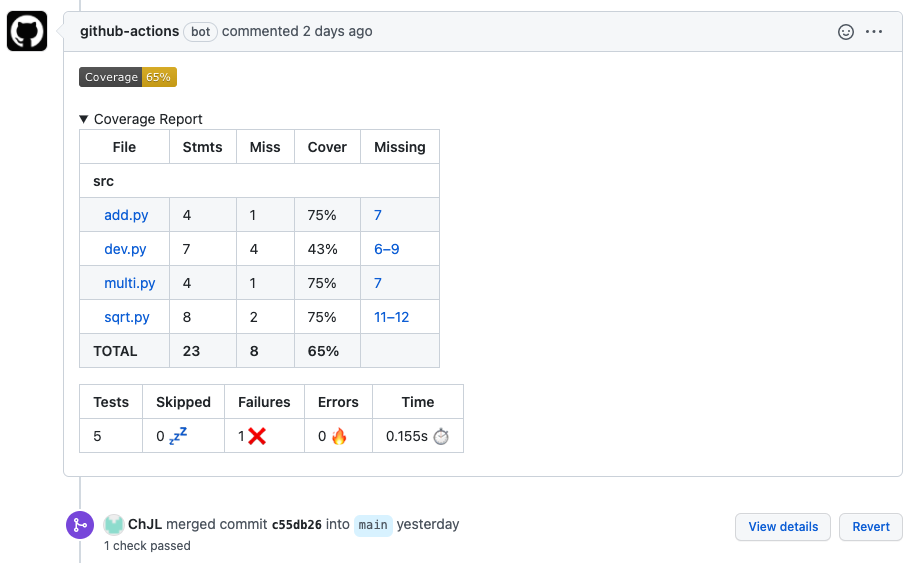 github-actions bot commented 2 days ago
Coverage 65%
▼ Coverage Report
File Stmts Miss Cover Missing
src
add.py 4 1 75% 7
dev.py 7 4 43% 6–9
multi.py 4 1 75% 7
sqrt.py 8 2 75% 11–12
TOTAL 23 8 65%
Tests Skipped Failures Errors Time
5 0 💤 1 ❌ 0 🔥 0.155s ⏱
ChJL merged commit c55db26 into main yesterday
View details
Revert
1 check passed